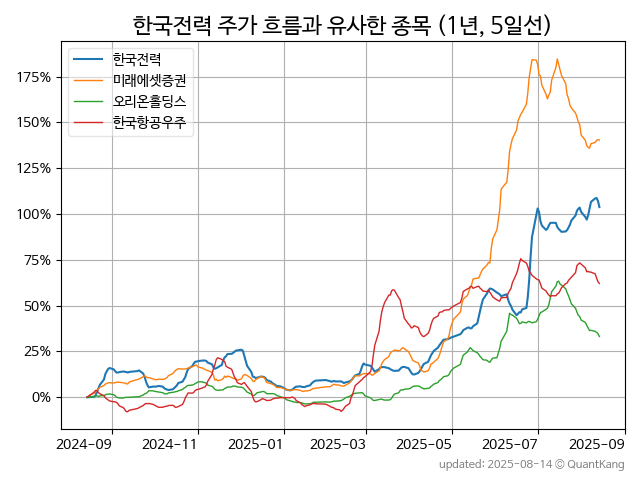 한국전력 주가 흐름과 유사한 종목 (1년, 5일선)
한국전력
미래에셋증권
오리온홀딩스
한국항공우주
175%
150%
125%
100%
75%
50%
25%
0%
2024-09 2024-11 2025-01 2025-03 2025-05 2025-07 2025-09
updated: 2025-08-14 © QuantKang